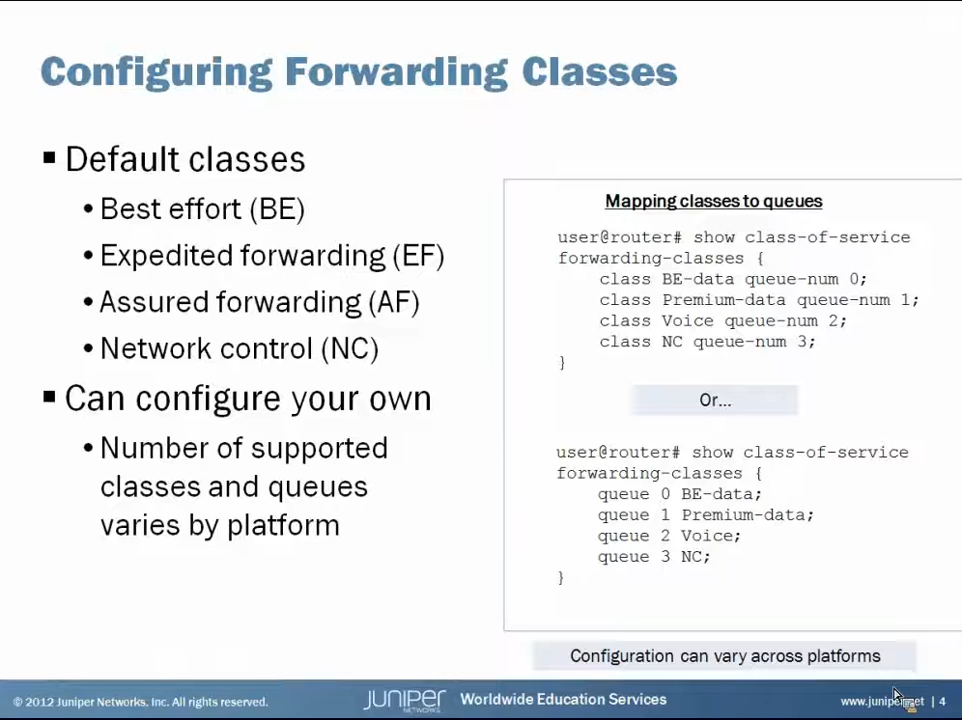 Configuring Forwarding Classes
▪ Default classes
• Best effort (BE)
• Expedited forwarding (EF)
• Assured forwarding (AF)
• Network control (NC)
▪ Can configure your own
• Number of supported
classes and queues
varies by platform
Mapping classes to queues
user@router# show class-of-service
forwarding-classes {
class BE-data queue-num 0;
class Premium-data queue-num 1;
class Voice queue-num 2;
class NC queue-num 3;
}
Or...
user@router# show class-of-service
forwarding-classes {
queue 0 BE-data;
queue 1 Premium-data;
queue 2 Voice;
queue 3 NC;
}
Configuration can vary across platforms
© 2012 Juniper Networks, Inc. All rights reserved.
JUNIPER
NETWORKS
Worldwide Education Services
www.juniper.net | 4